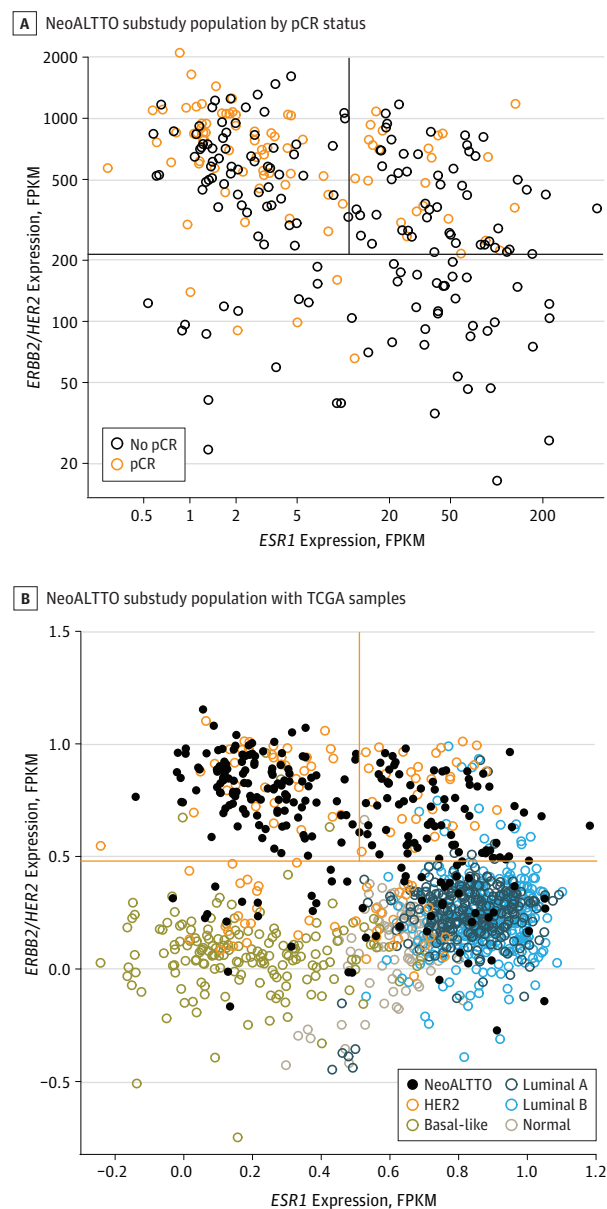 A NeoALTTO substudy population by pCR status
2000
1000
500
200
100
50
20
ERBB2/HER2 Expression, FPKM
No pCR
pCR
0.5 1 2 5 20 50 200
ESR1 Expression, FPKM
B NeoALTTO substudy population with TCGA samples
1.5
1.0
0.5
0.0
−0.5
ERBB2/HER2 Expression, FPKM
NeoALTTO Luminal A
HER2 Luminal B
Basal-like Normal
−0.2 0.0 0.2 0.4 0.6 0.8 1.0 1.2
ESR1 Expression, FPKM